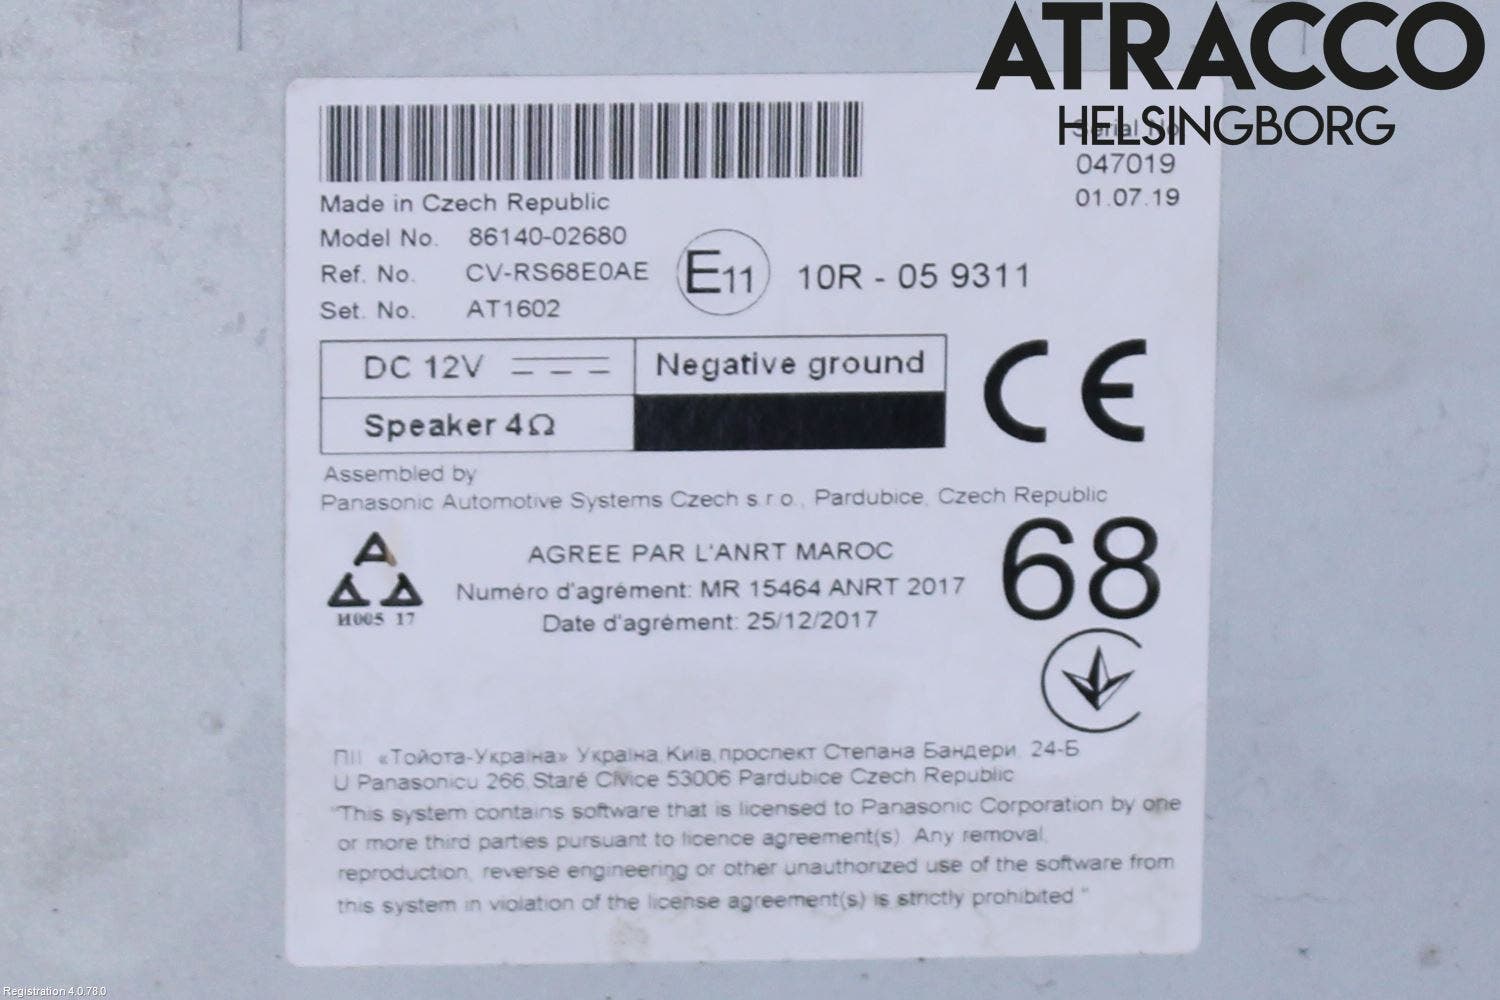 ATRACCO
HELSINGBORG
Serial No
047019
01.07.19
Made in Czech Republic
Model No. 86140-02680
Ref. No. CV-RS68E0AE
Set. No. AT1602
E11 10R - 05 9311
DC 12V
Negative ground
Speaker 4Ω
CE
Assembled by
Panasonic Automotive Systems Czech s.r.o., Pardubice, Czech Republic
AGREE PAR L'ANRT MAROC
Numéro d'agrément: MR 15464 ANRT 2017
Date d'agrément: 25/12/2017
68
И005 17
ПІІ «Тойота-Україна» Україна, Київ, проспект Степана Бандери, 24-Б
U Panasonicu 266, Staré Čívice 53006 Pardubice Czech Republic
"This system contains software that is licensed to Panasonic Corporation by one
or more third parties pursuant to licence agreement(s). Any removal,
reproduction, reverse engineering or other unauthorized use of the software from
this system in violation of the license agreement(s) is strictly prohibited."
Registration 4.0.78.0